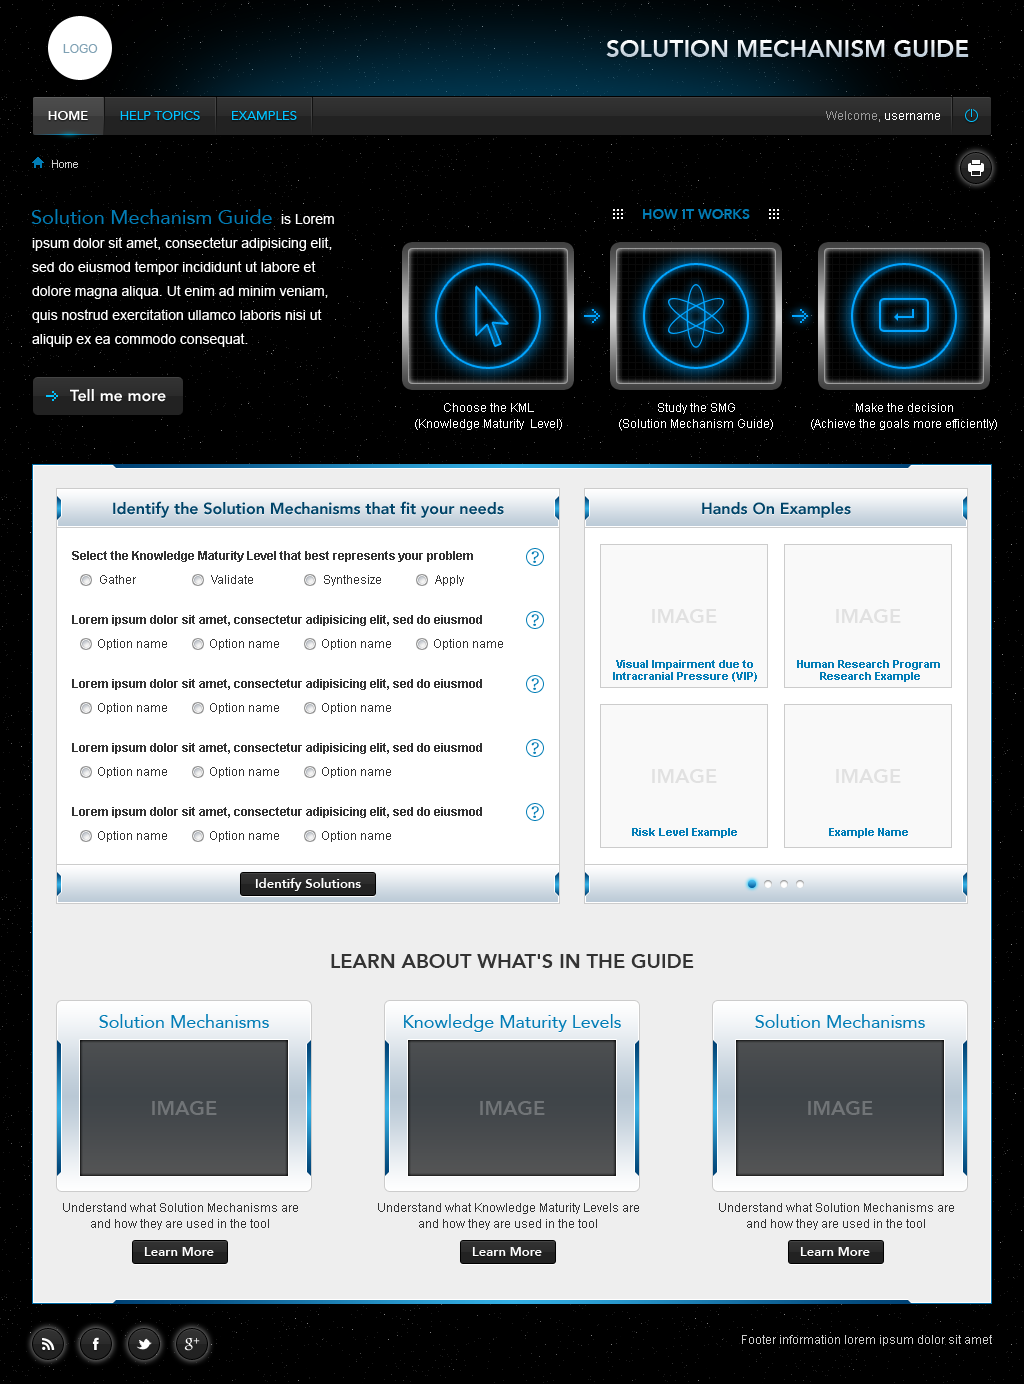 LOGO
SOLUTION MECHANISM GUIDE
HOME
HELP TOPICS
EXAMPLES
Welcome, username
Home
Solution Mechanism Guide is Lorem
ipsum dolor sit amet, consectetur adipisicing elit,
sed do eiusmod tempor incididunt ut labore et
dolore magna aliqua. Ut enim ad minim veniam,
quis nostrud exercitation ullamco laboris nisi ut
aliquip ex ea commodo consequat.
Tell me more
HOW IT WORKS
Choose the KML
(Knowledge Maturity Level)
Study the SMG
(Solution Mechanism Guide)
Make the decision
(Achieve the goals more efficiently)
Identify the Solution Mechanisms that fit your needs
Select the Knowledge Maturity Level that best represents your problem
?
Gather
Validate
Synthesize
Apply
Lorem ipsum dolor sit amet, consectetur adipisicing elit, sed do eiusmod
?
Option name
Option name
Option name
Option name
Lorem ipsum dolor sit amet, consectetur adipisicing elit, sed do eiusmod
?
Option name
Option name
Option name
Lorem ipsum dolor sit amet, consectetur adipisicing elit, sed do eiusmod
?
Option name
Option name
Option name
Lorem ipsum dolor sit amet, consectetur adipisicing elit, sed do eiusmod
?
Option name
Option name
Option name
Identify Solutions
Hands On Examples
IMAGE
Visual Impairment due to
Intracranial Pressure (VIP)
IMAGE
Human Research Program
Research Example
IMAGE
Risk Level Example
IMAGE
Example Name
LEARN ABOUT WHAT'S IN THE GUIDE
Solution Mechanisms
IMAGE
Understand what Solution Mechanisms are
and how they are used in the tool
Learn More
Knowledge Maturity Levels
IMAGE
Understand what Knowledge Maturity Levels are
and how they are used in the tool
Learn More
Solution Mechanisms
IMAGE
Understand what Solution Mechanisms are
and how they are used in the tool
Learn More
f
g+
Footer information lorem ipsum dolor sit amet